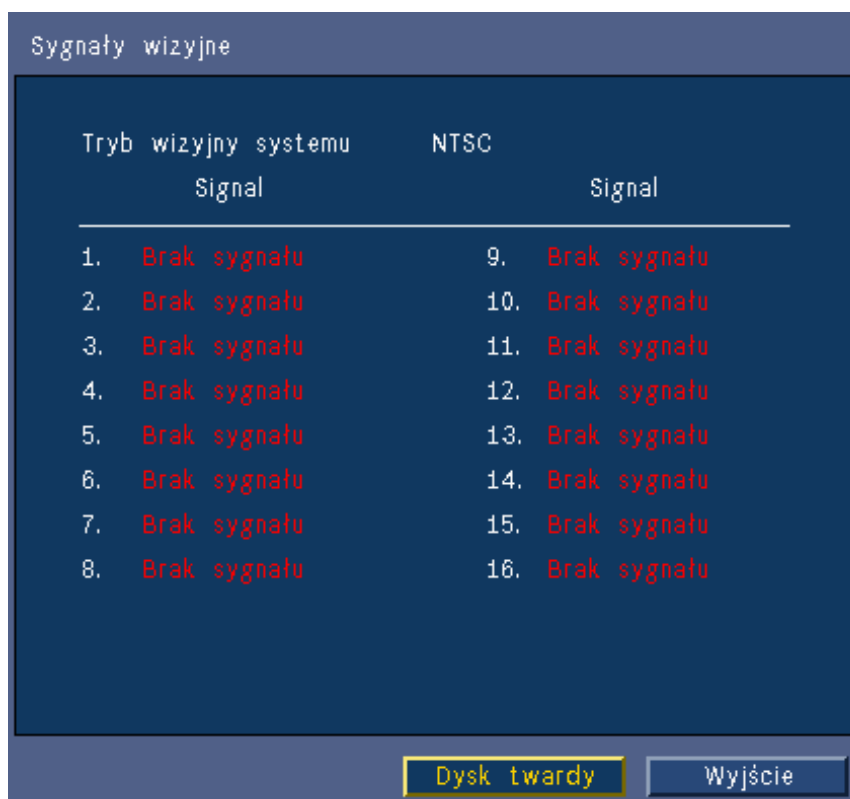 Sygnały wizyjne
Tryb wizyjny systemu NTSC
Signal Signal
1. Brak sygnału 9. Brak sygnału
2. Brak sygnału 10. Brak sygnału
3. Brak sygnału 11. Brak sygnału
4. Brak sygnału 12. Brak sygnału
5. Brak sygnału 13. Brak sygnału
6. Brak sygnału 14. Brak sygnału
7. Brak sygnału 15. Brak sygnału
8. Brak sygnału 16. Brak sygnału
Dysk twardy Wyjście